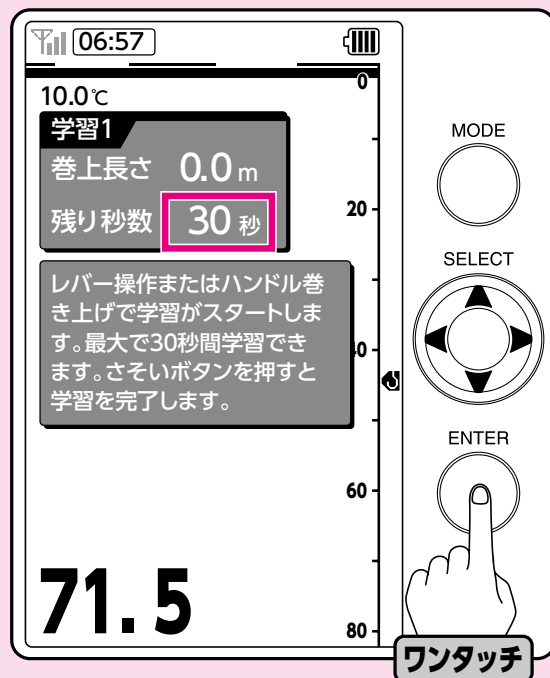 06:57
0
10.0℃
学習1
巻上長さ 0.0 m
残り秒数 30 秒
20
レバー操作またはハンドル巻
き上げで学習がスタートしま
す。最大で30秒間学習でき
ます。さそいボタンを押すと
学習を完了します。
40
60
71.5
80
MODE
SELECT
ENTER
ワンタッチ